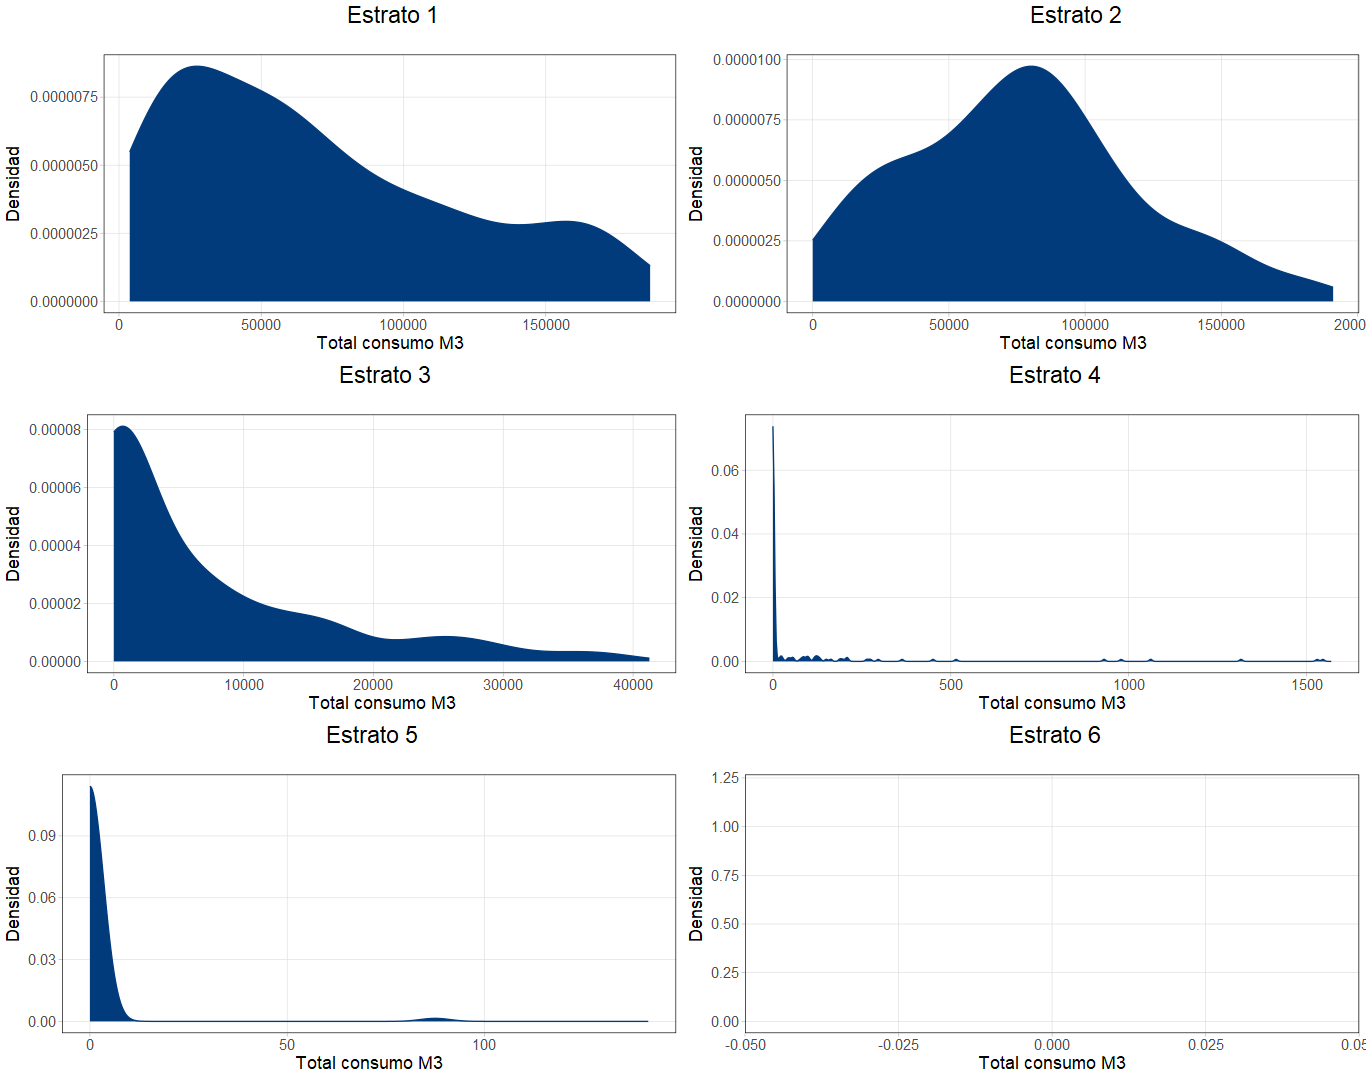 Estrato 1
Densidad
0.0000075
0.0000050
0.0000025
0.0000000
0 50000 100000 150000
Total consumo M3
Estrato 2
Densidad
0.0000100
0.0000075
0.0000050
0.0000025
0.0000000
0 50000 100000 150000 2000
Total consumo M3
Estrato 3
Densidad
0.00008
0.00006
0.00004
0.00002
0.00000
0 10000 20000 30000 40000
Total consumo M3
Estrato 4
Densidad
0.06
0.04
0.02
0.00
0 500 1000 1500
Total consumo M3
Estrato 5
Densidad
0.09
0.06
0.03
0.00
0 50 100
Total consumo M3
Estrato 6
Densidad
1.25
1.00
0.75
0.50
0.25
0.00
-0.050 -0.025 0.000 0.025 0.05
Total consumo M3